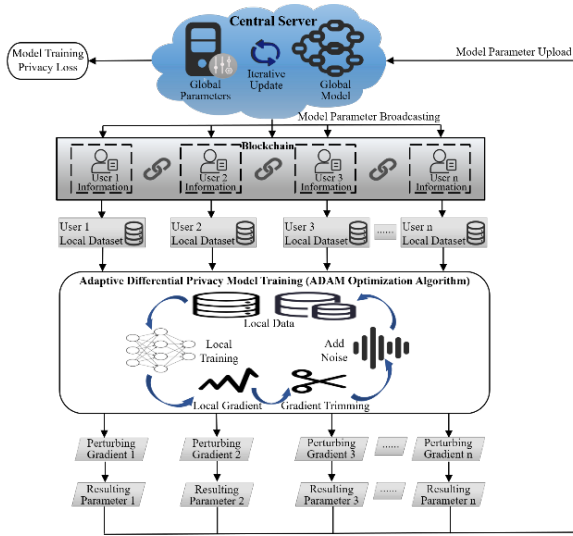 Central Server
Model Training
Privacy Loss
Model Parameter Upload
Global
Parameters
Iterative
Update
Global
Model
Model Parameter Broadcasting
Blockchain
User 1
Information
User 2
Information
User 3
Information
User n
Information
User 1
Local Dataset
User 2
Local Dataset
User 3
Local Dataset
......
User n
Local Dataset
Adaptive Differential Privacy Model Training (ADAM Optimization Algorithm)
Local Data
Local
Training
Add
Noise
Local Gradient
Gradient Trimming
Perturbing
Gradient 1
Perturbing
Gradient 2
Perturbing
Gradient 3
......
Perturbing
Gradient n
Resulting
Parameter 1
Resulting
Parameter 2
Resulting
Parameter 3
......
Resulting
Parameter n